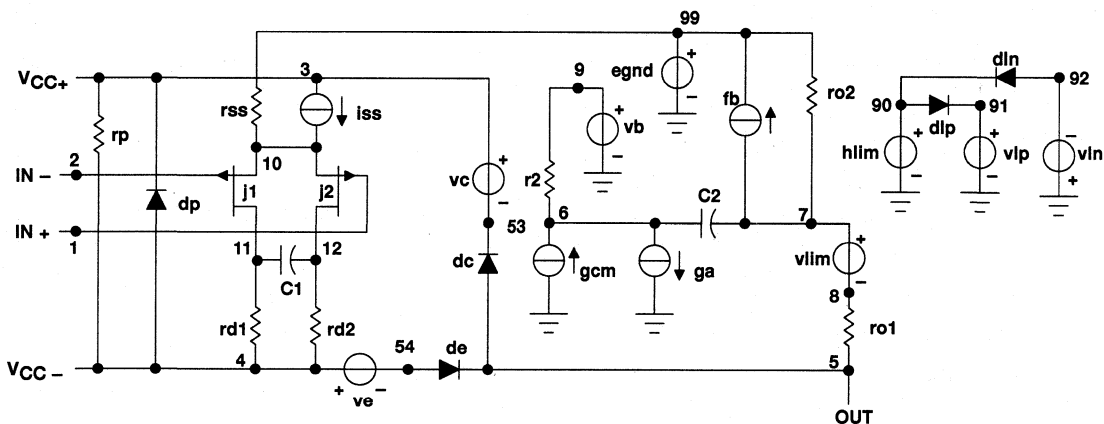 99
VCC+
3
9
egnd
dln
92
rss
iss
fb
ro2
90
91
rp
vb
dlp
10
hlim
vlp
vln
2
IN −
j1
j2
vc
r2
C2
dp
6
7
53
IN +
1
11
12
dc
gcm
ga
vlim
C1
8
rd1
rd2
ro1
54
de
4
5
VCC −
ve
OUT
+
−
+
−
+
−
+
−
+
−
+
−
−
+
+
−